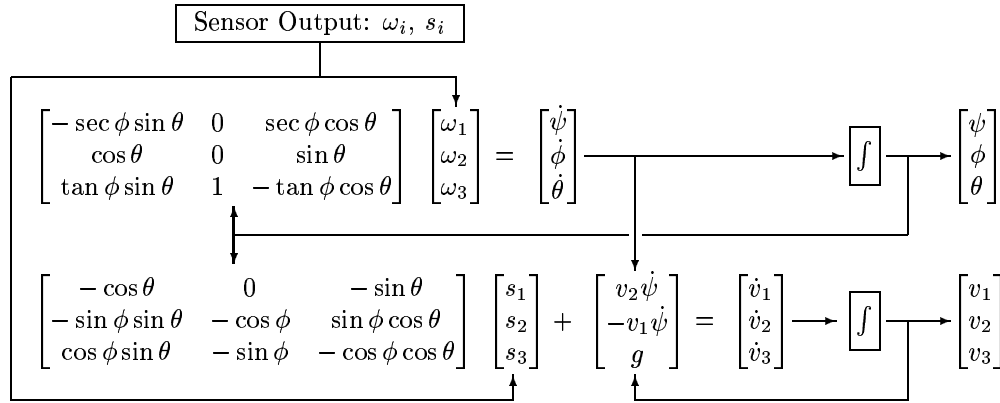 Sensor Output: ωᵢ, sᵢ
[− sec ϕ sin θ 0 sec ϕ cos θ] [ω₁] [ψ̇] [ψ]
[cos θ 0 sin θ] [ω₂] = [ϕ̇] ∫ [ϕ]
[tan ϕ sin θ 1 − tan ϕ cos θ] [ω₃] [θ̇] [θ]
[− cos θ 0 − sin θ] [s₁] [v₂ψ̇] [v̇₁] [v₁]
[− sin ϕ sin θ − cos ϕ sin ϕ cos θ] [s₂] + [−v₁ψ̇] = [v̇₂] ∫ [v₂]
[cos ϕ sin θ − sin ϕ − cos ϕ cos θ] [s₃] [g] [v̇₃] [v₃]